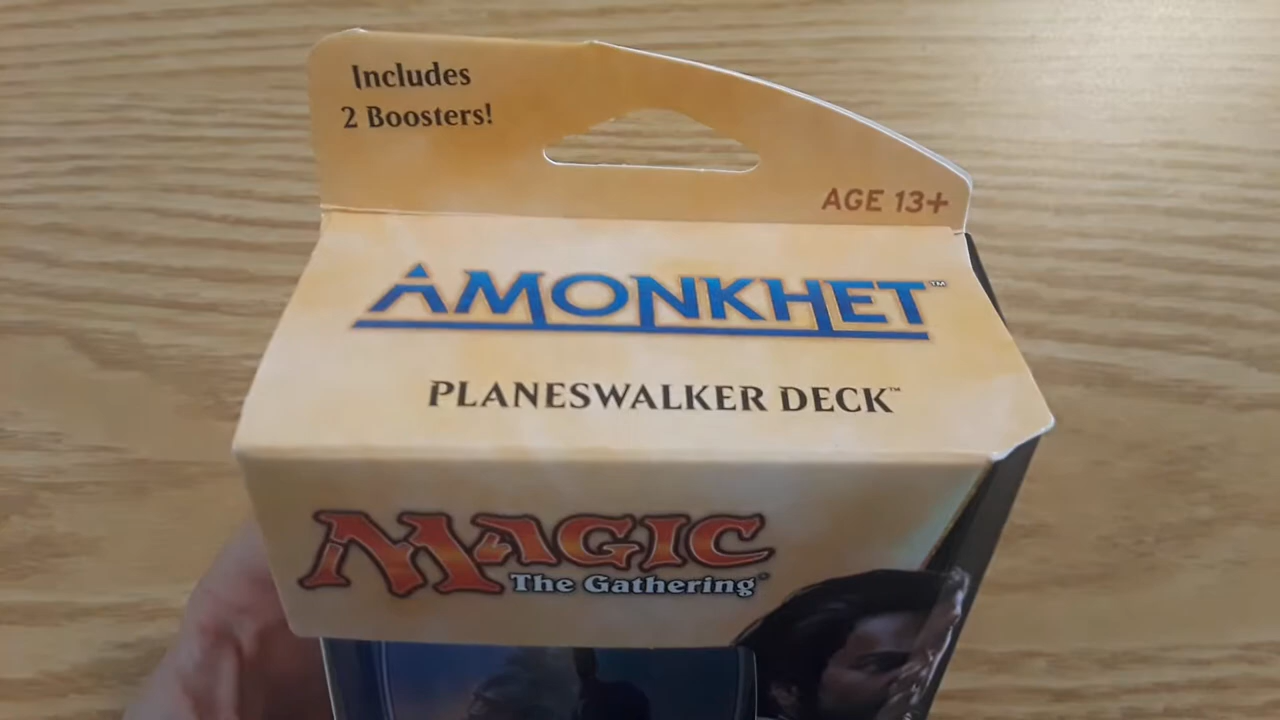 Includes
2 Boosters!
AGE 13+
AMONKHET™
PLANESWALKER DECK™
MAGIC
The Gathering®